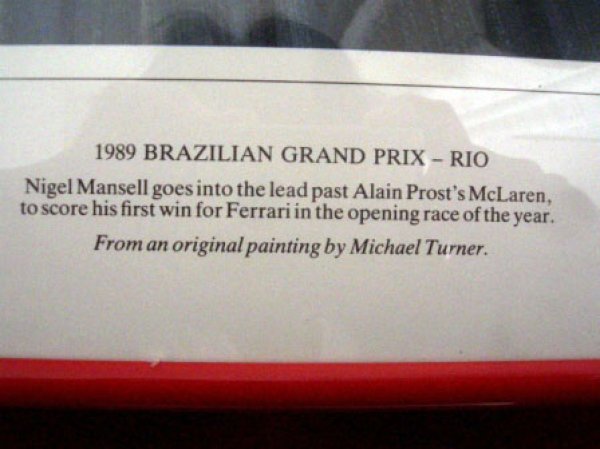 1989 BRAZILIAN GRAND PRIX – RIO
Nigel Mansell goes into the lead past Alain Prost's McLaren,
to score his first win for Ferrari in the opening race of the year.
From an original painting by Michael Turner.